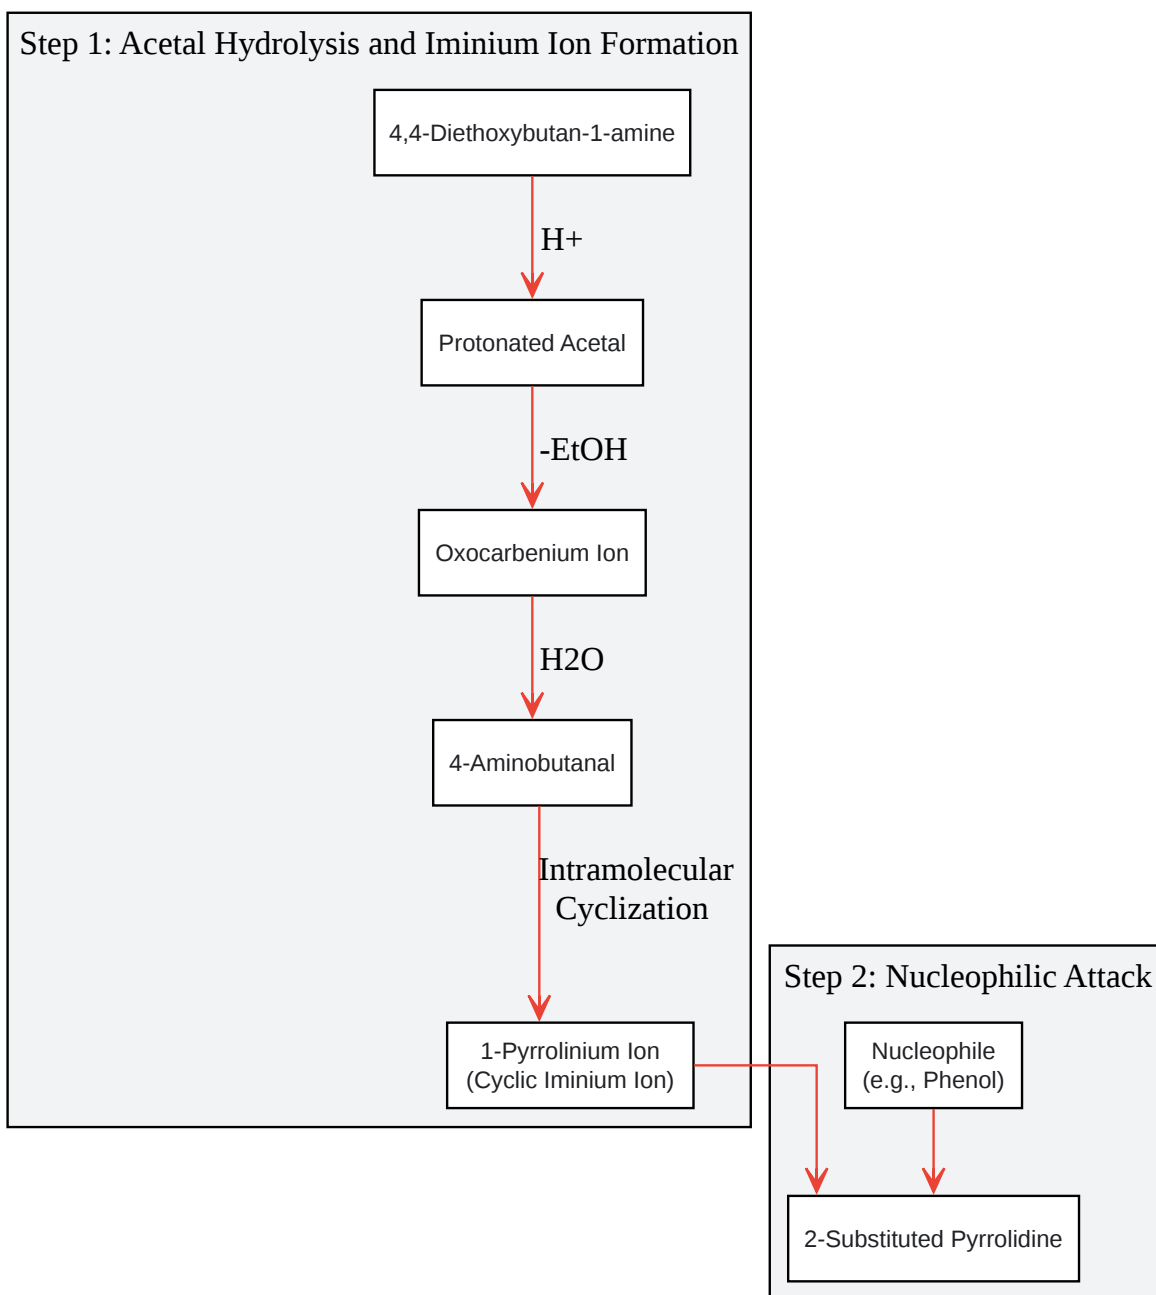 Step 1: Acetal Hydrolysis and Iminium Ion Formation
4,4-Diethoxybutan-1-amine
H+
Protonated Acetal
-EtOH
Oxocarbenium Ion
H2O
4-Aminobutanal
Intramolecular
Cyclization
1-Pyrrolinium Ion
(Cyclic Iminium Ion)
Step 2: Nucleophilic Attack
Nucleophile
(e.g., Phenol)
2-Substituted Pyrrolidine